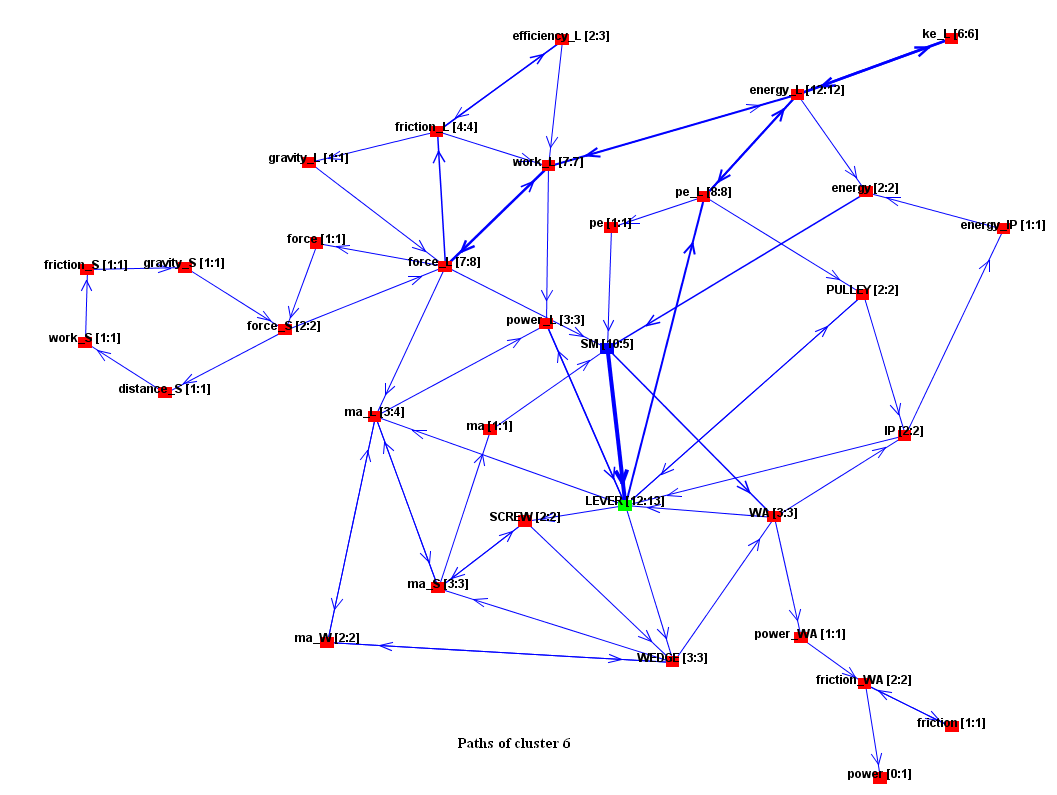 efficiency_L [2:3]
ke_L [6:6]
energy_L [12:12]
friction_L [4:4]
gravity_L [1:1]
work_L [7:7]
pe_L [8:8]
energy [2:2]
pe [1:1]
energy_IP [1:1]
force [1:1]
friction_S [1:1]
gravity_S [1:1]
force_L [7:8]
PULLEY [2:2]
force_S [2:2]
power_L [3:3]
work_S [1:1]
SM [10:5]
distance_S [1:1]
ma_L [3:4]
ma [1:1]
IP [2:2]
LEVER [12:13]
SCREW [2:2]
WA [3:3]
ma_S [3:3]
ma_W [2:2]
power_WA [1:1]
WEDGE [3:3]
friction_WA [2:2]
friction [1:1]
Paths of cluster 6
power [0:1]